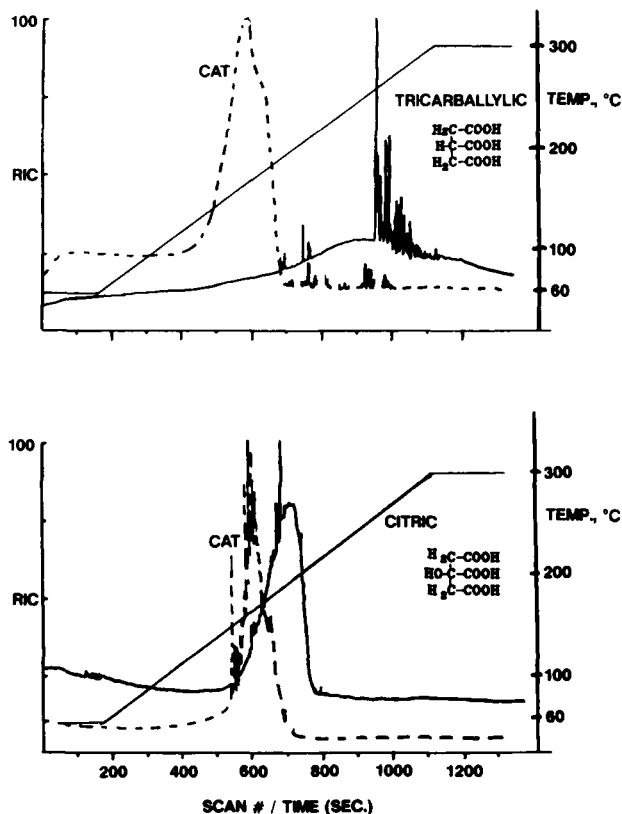 100
300
CAT
TEMP., °C
TRICARBALLYLIC
H₂C-COOH
H-C-COOH
H₂C-COOH
200
RIC
100
60
100
300
CITRIC
TEMP., °C
CAT
H₂C-COOH
HO-C-COOH
H₂C-COOH
200
RIC
100
60
200 400 600 800 1000 1200
SCAN # / TIME (SEC.)